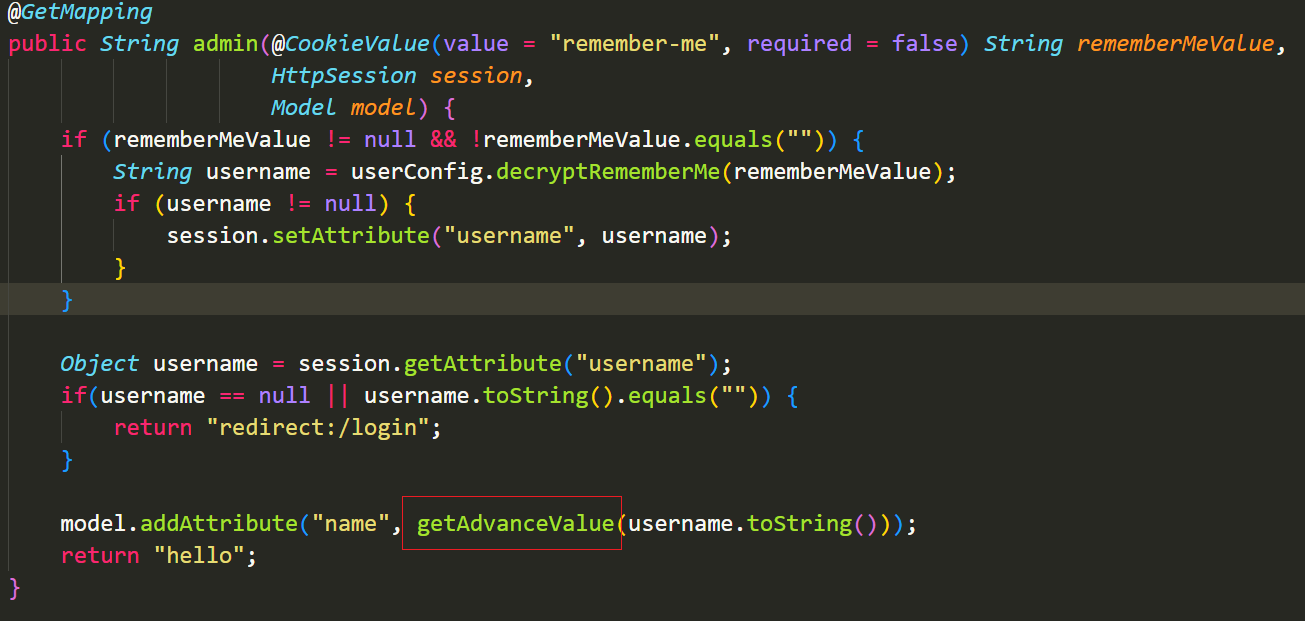 @GetMapping
public String admin(@CookieValue(value = "remember-me", required = false) String rememberMeValue,
HttpSession session,
Model model) {
if (rememberMeValue != null && !rememberMeValue.equals("")) {
String username = userConfig.decryptRememberMe(rememberMeValue);
if (username != null) {
session.setAttribute("username", username);
}
}
Object username = session.getAttribute("username");
if(username == null || username.toString().equals("")) {
return "redirect:/login";
}
model.addAttribute("name", getAdvanceValue(username.toString()));
return "hello";
}